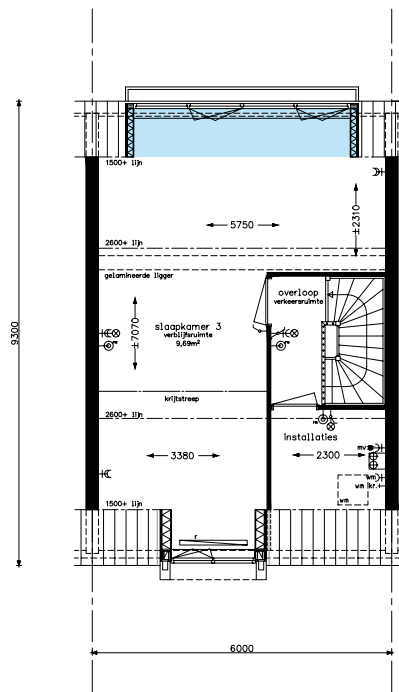 1500+ lijn
5750
±2310
2600+ lijn
gelamineerde ligger
overloop
verkeersruimte
slaapkamer 3
verblijfsruimte
9,69m²
±7070
9300
krijtstreep
2600+ lijn
installaties
mv
3380
2300
wm
wm kr.
wm
1500+ lijn
r
6000